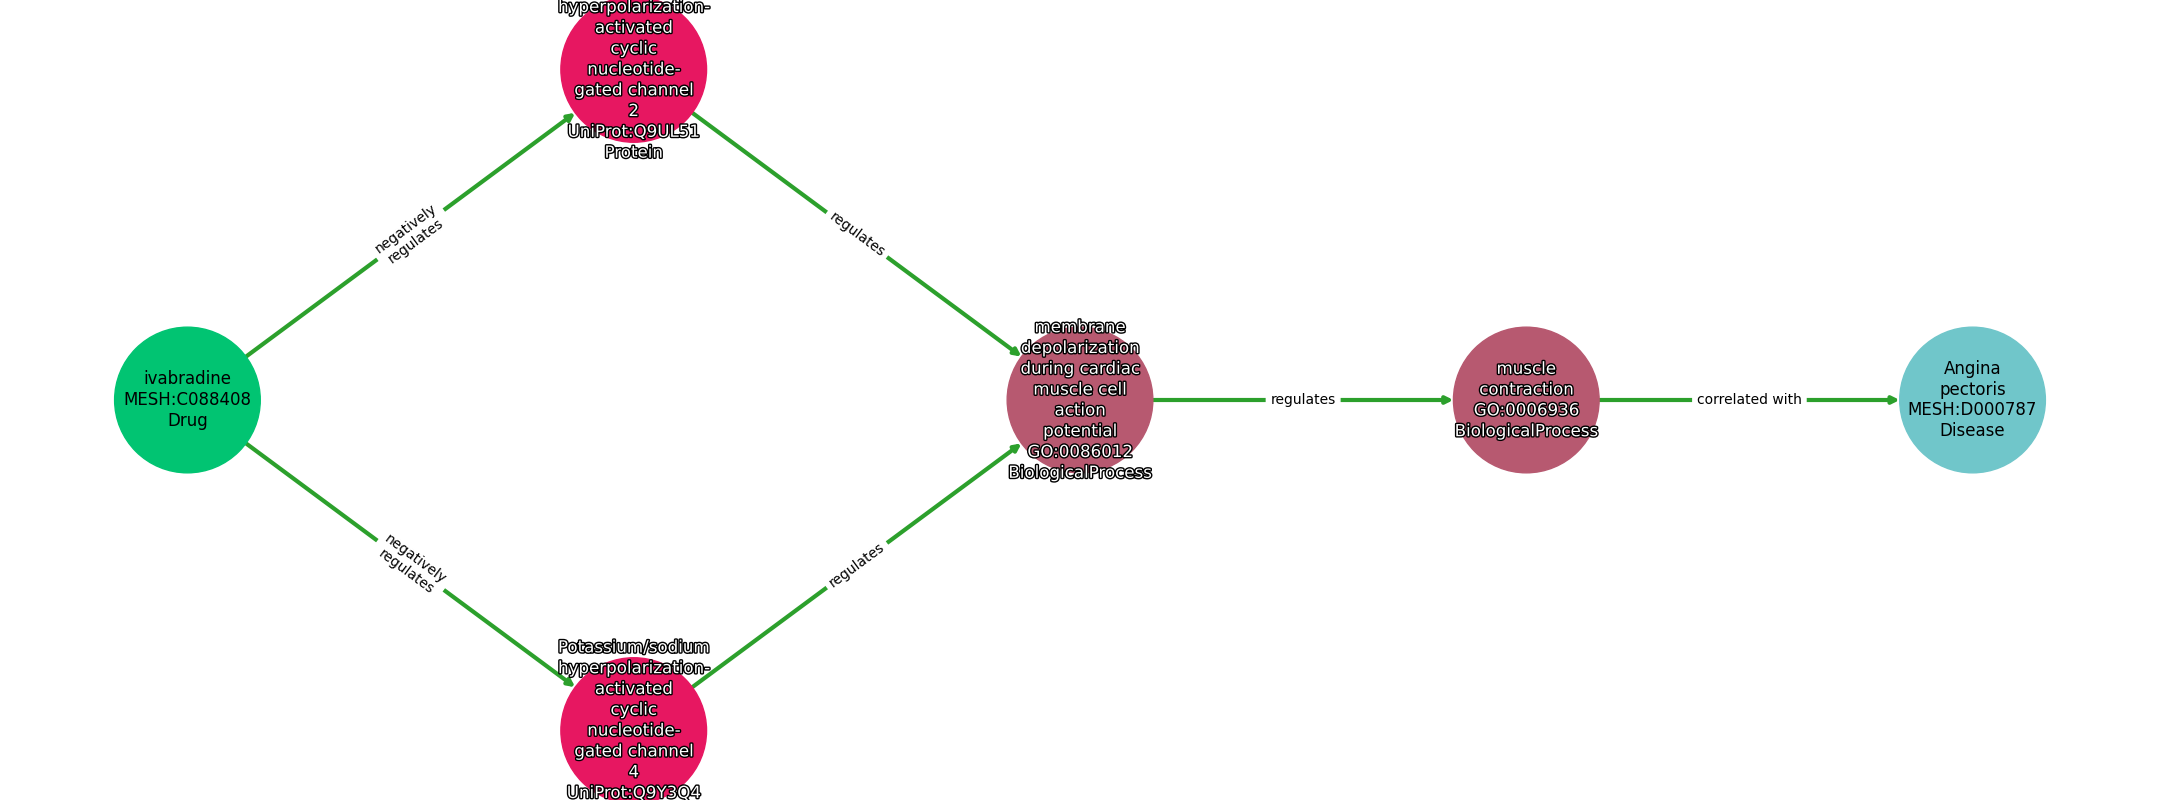 hyperpolarization-
activated
cyclic
nucleotide-
gated channel
2
UniProt:Q9UL51
Protein
negatively
regulates
regulates
ivabradine
MESH:C088408
Drug
membrane
depolarization
during cardiac
muscle cell
action
potential
GO:0086012
BiologicalProcess
regulates
muscle
contraction
GO:0006936
BiologicalProcess
correlated with
Angina
pectoris
MESH:D000787
Disease
negatively
regulates
regulates
Potassium/sodium
hyperpolarization-
activated
cyclic
nucleotide-
gated channel
4
UniProt:Q9Y3Q4